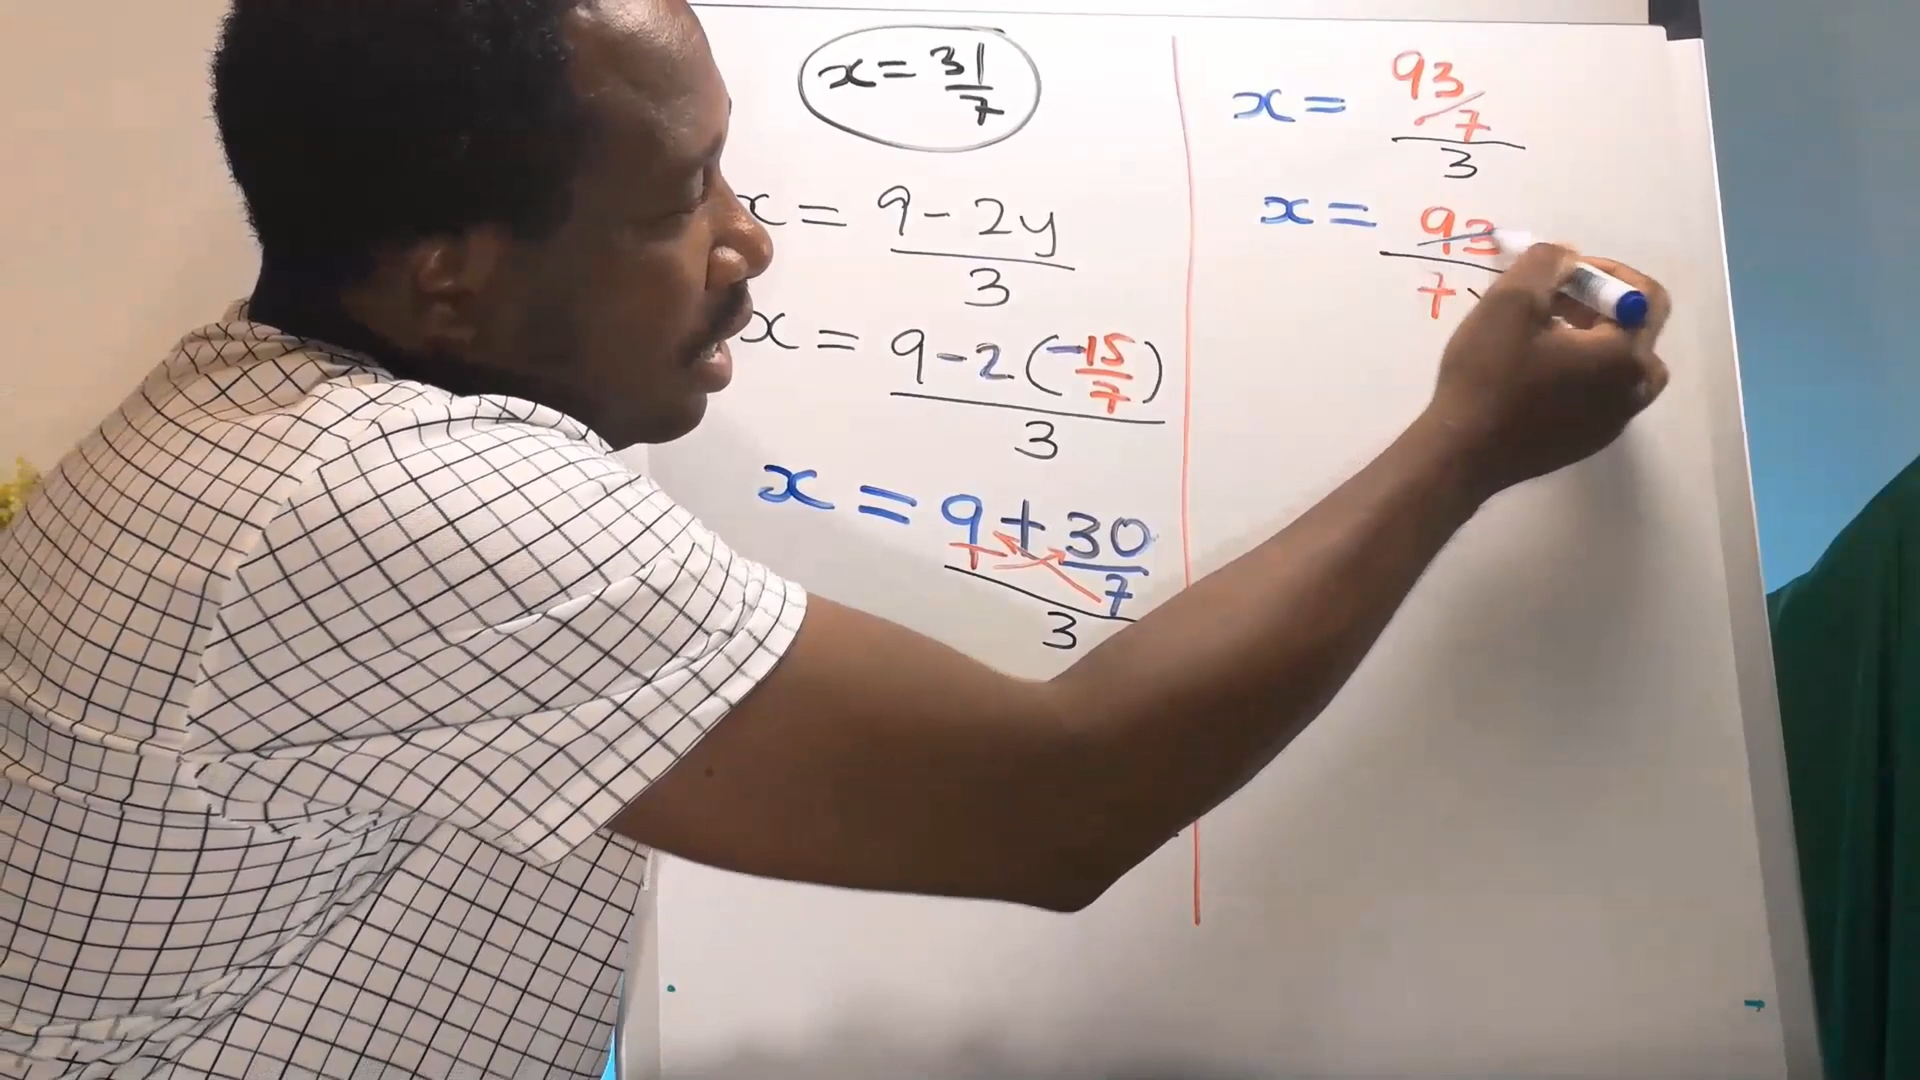 x = 31/7
x = 9 - 2y / 3
x = 9 - 2 (-15/7) / 3
x = 9/1 + 30/7 / 3
x = 93/7 / 3
x = 93 / 7